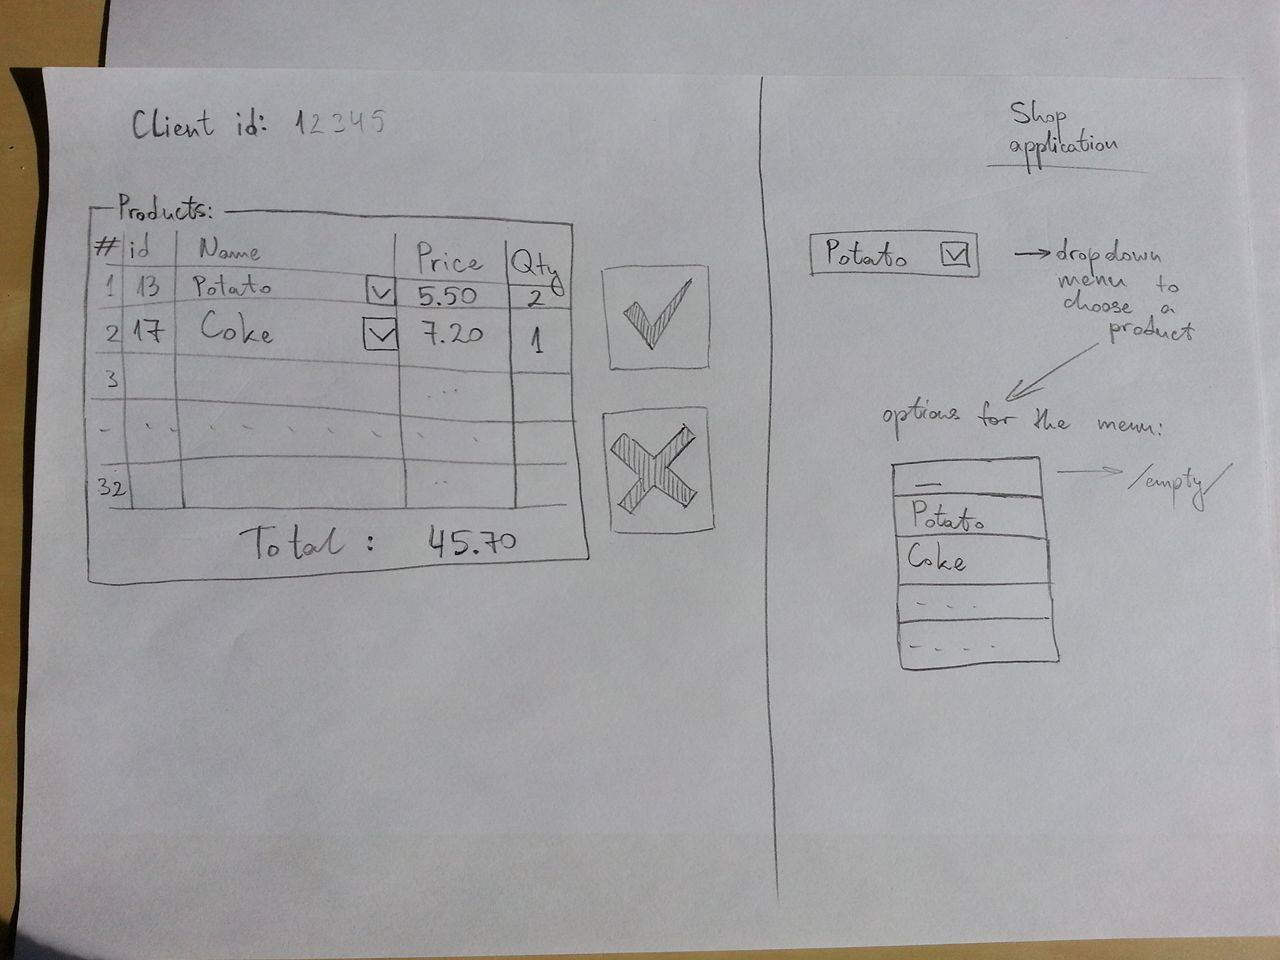 Client id: 12345
Products:
# id Name Price Qty
1 13 Potato 5.50 2
2 17 Coke 7.20 1
3 ...
- - - - - - - - - -
32 ..
Total : 45.70
Shop
application
Potato
→ dropdown
menu to
choose a
product
options for the menu:
— → /empty/
Potato
Coke
- - - -
- - - -